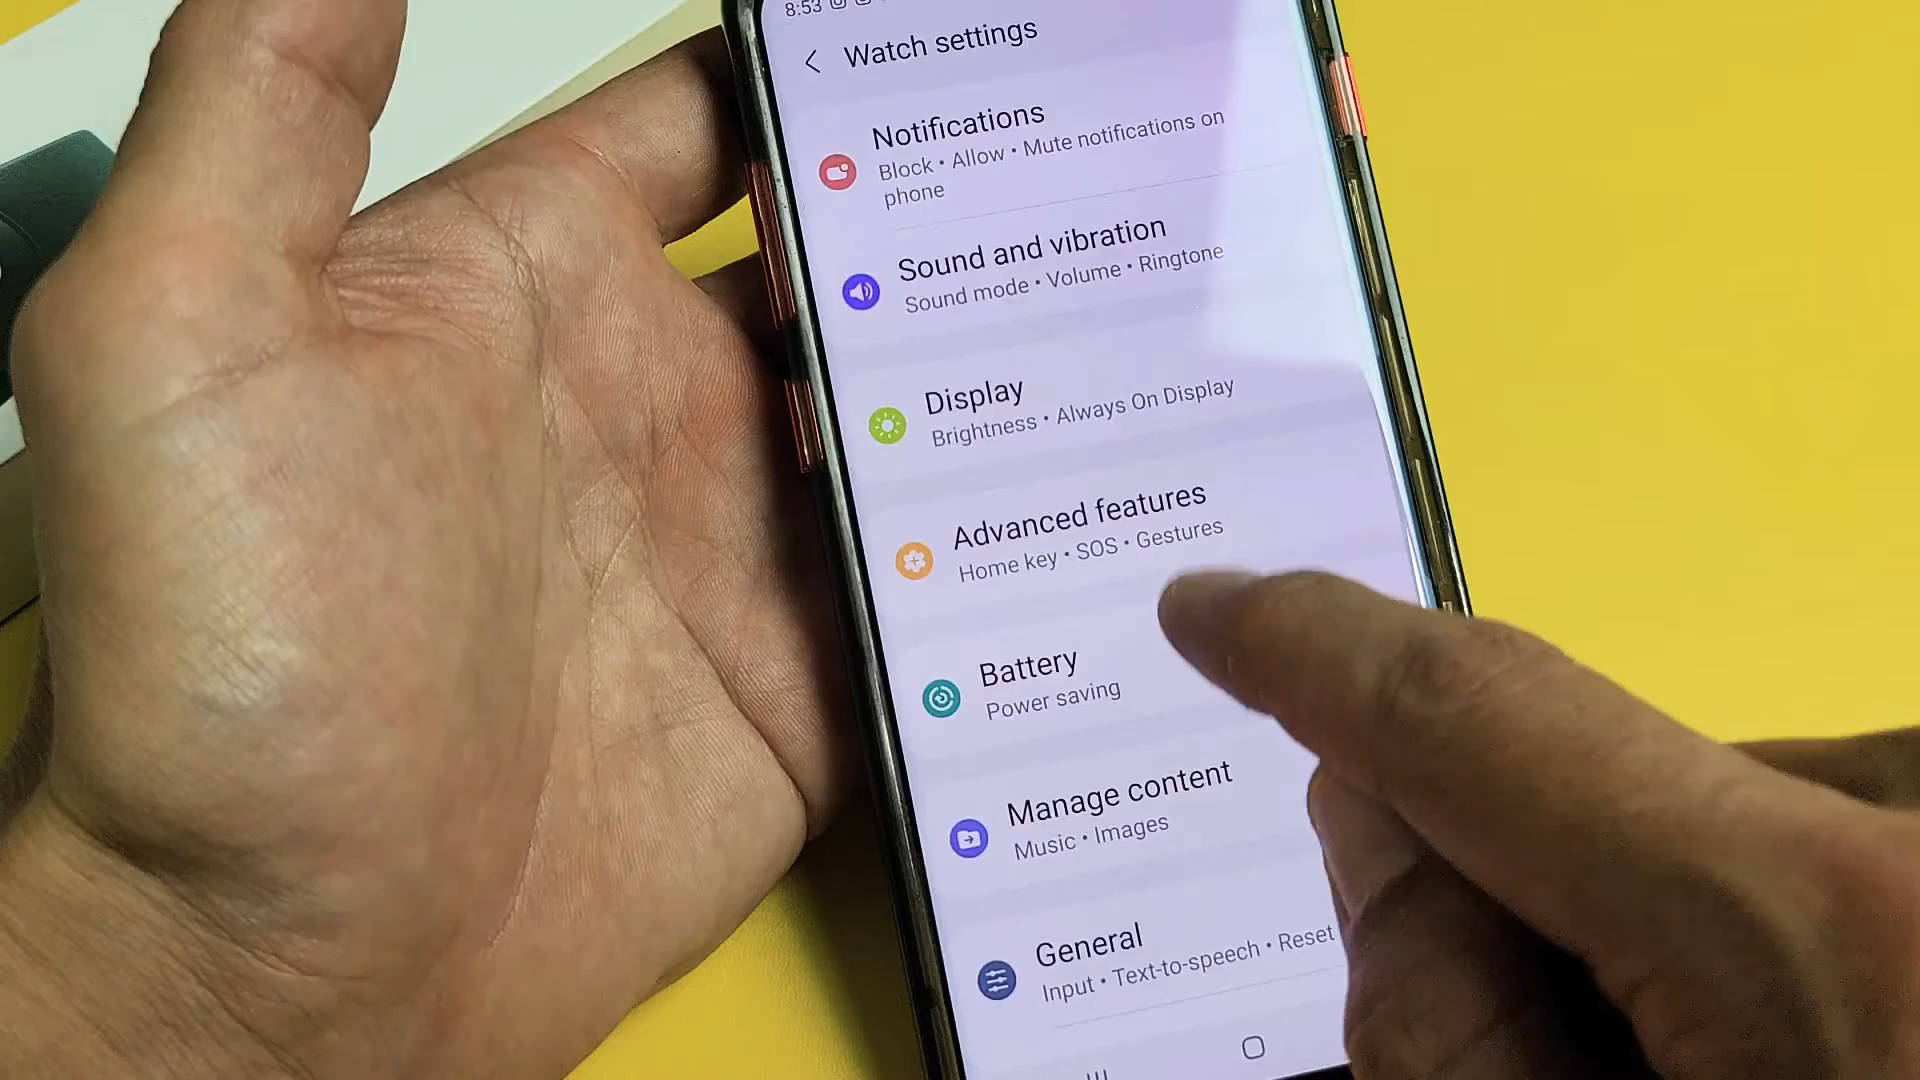 8:53
Watch settings
Notifications
Block • Allow • Mute notifications on
phone
Sound and vibration
Sound mode • Volume • Ringtone
Display
Brightness • Always On Display
Advanced features
Home key • SOS • Gestures
Battery
Power saving
Manage content
Music • Images
General
Input • Text-to-speech • Reset